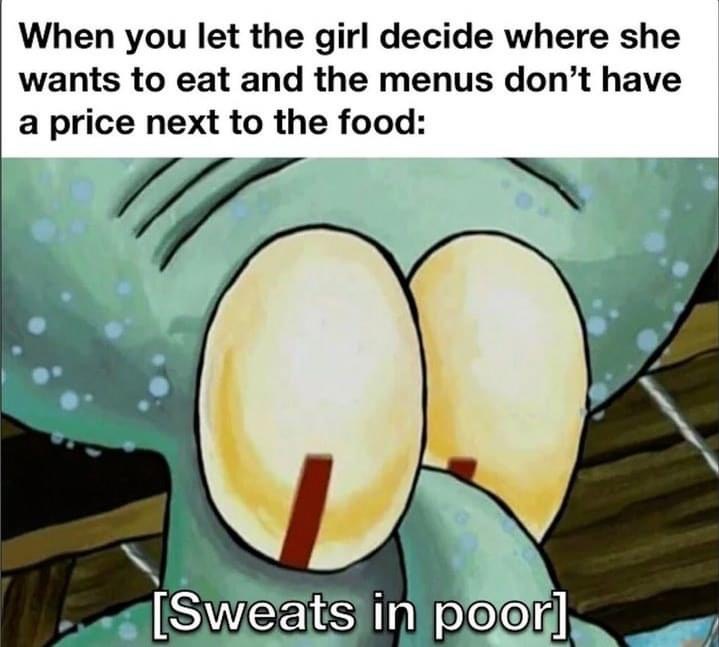 When you let the girl decide where she
wants to eat and the menus don’t have
a price next to the food:
[Sweats in poor]